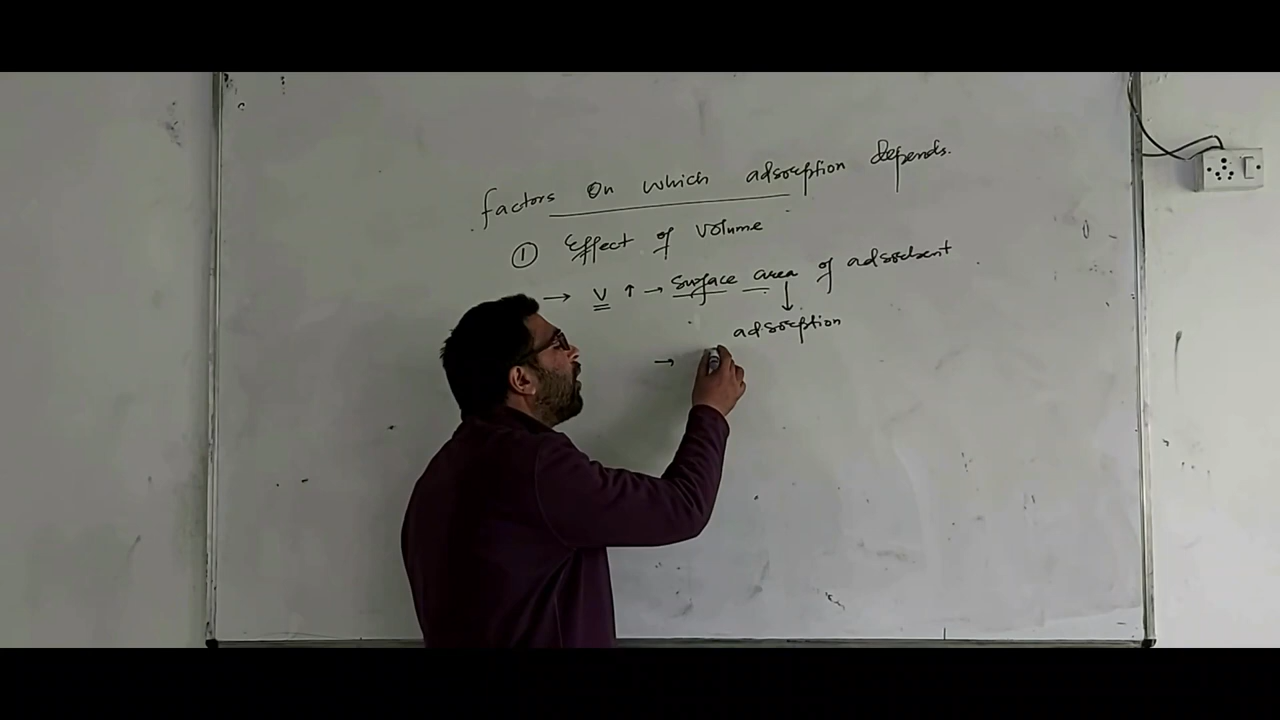 factors On which adsorption depends.
① Effect of Volume
→ V ↑ → Surface area of adsorbent
↓
adsorption
→